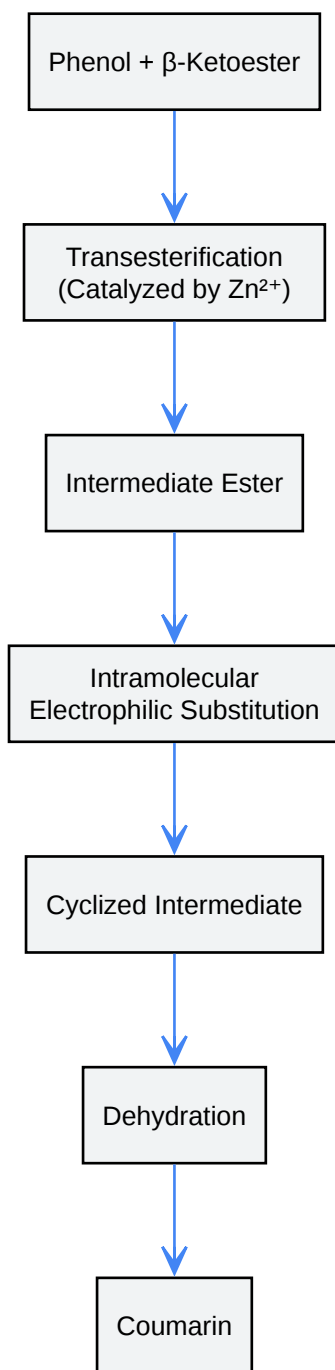 Phenol + β-Ketoester
Transesterification
(Catalyzed by Zn²⁺)
Intermediate Ester
Intramolecular
Electrophilic Substitution
Cyclized Intermediate
Dehydration
Coumarin